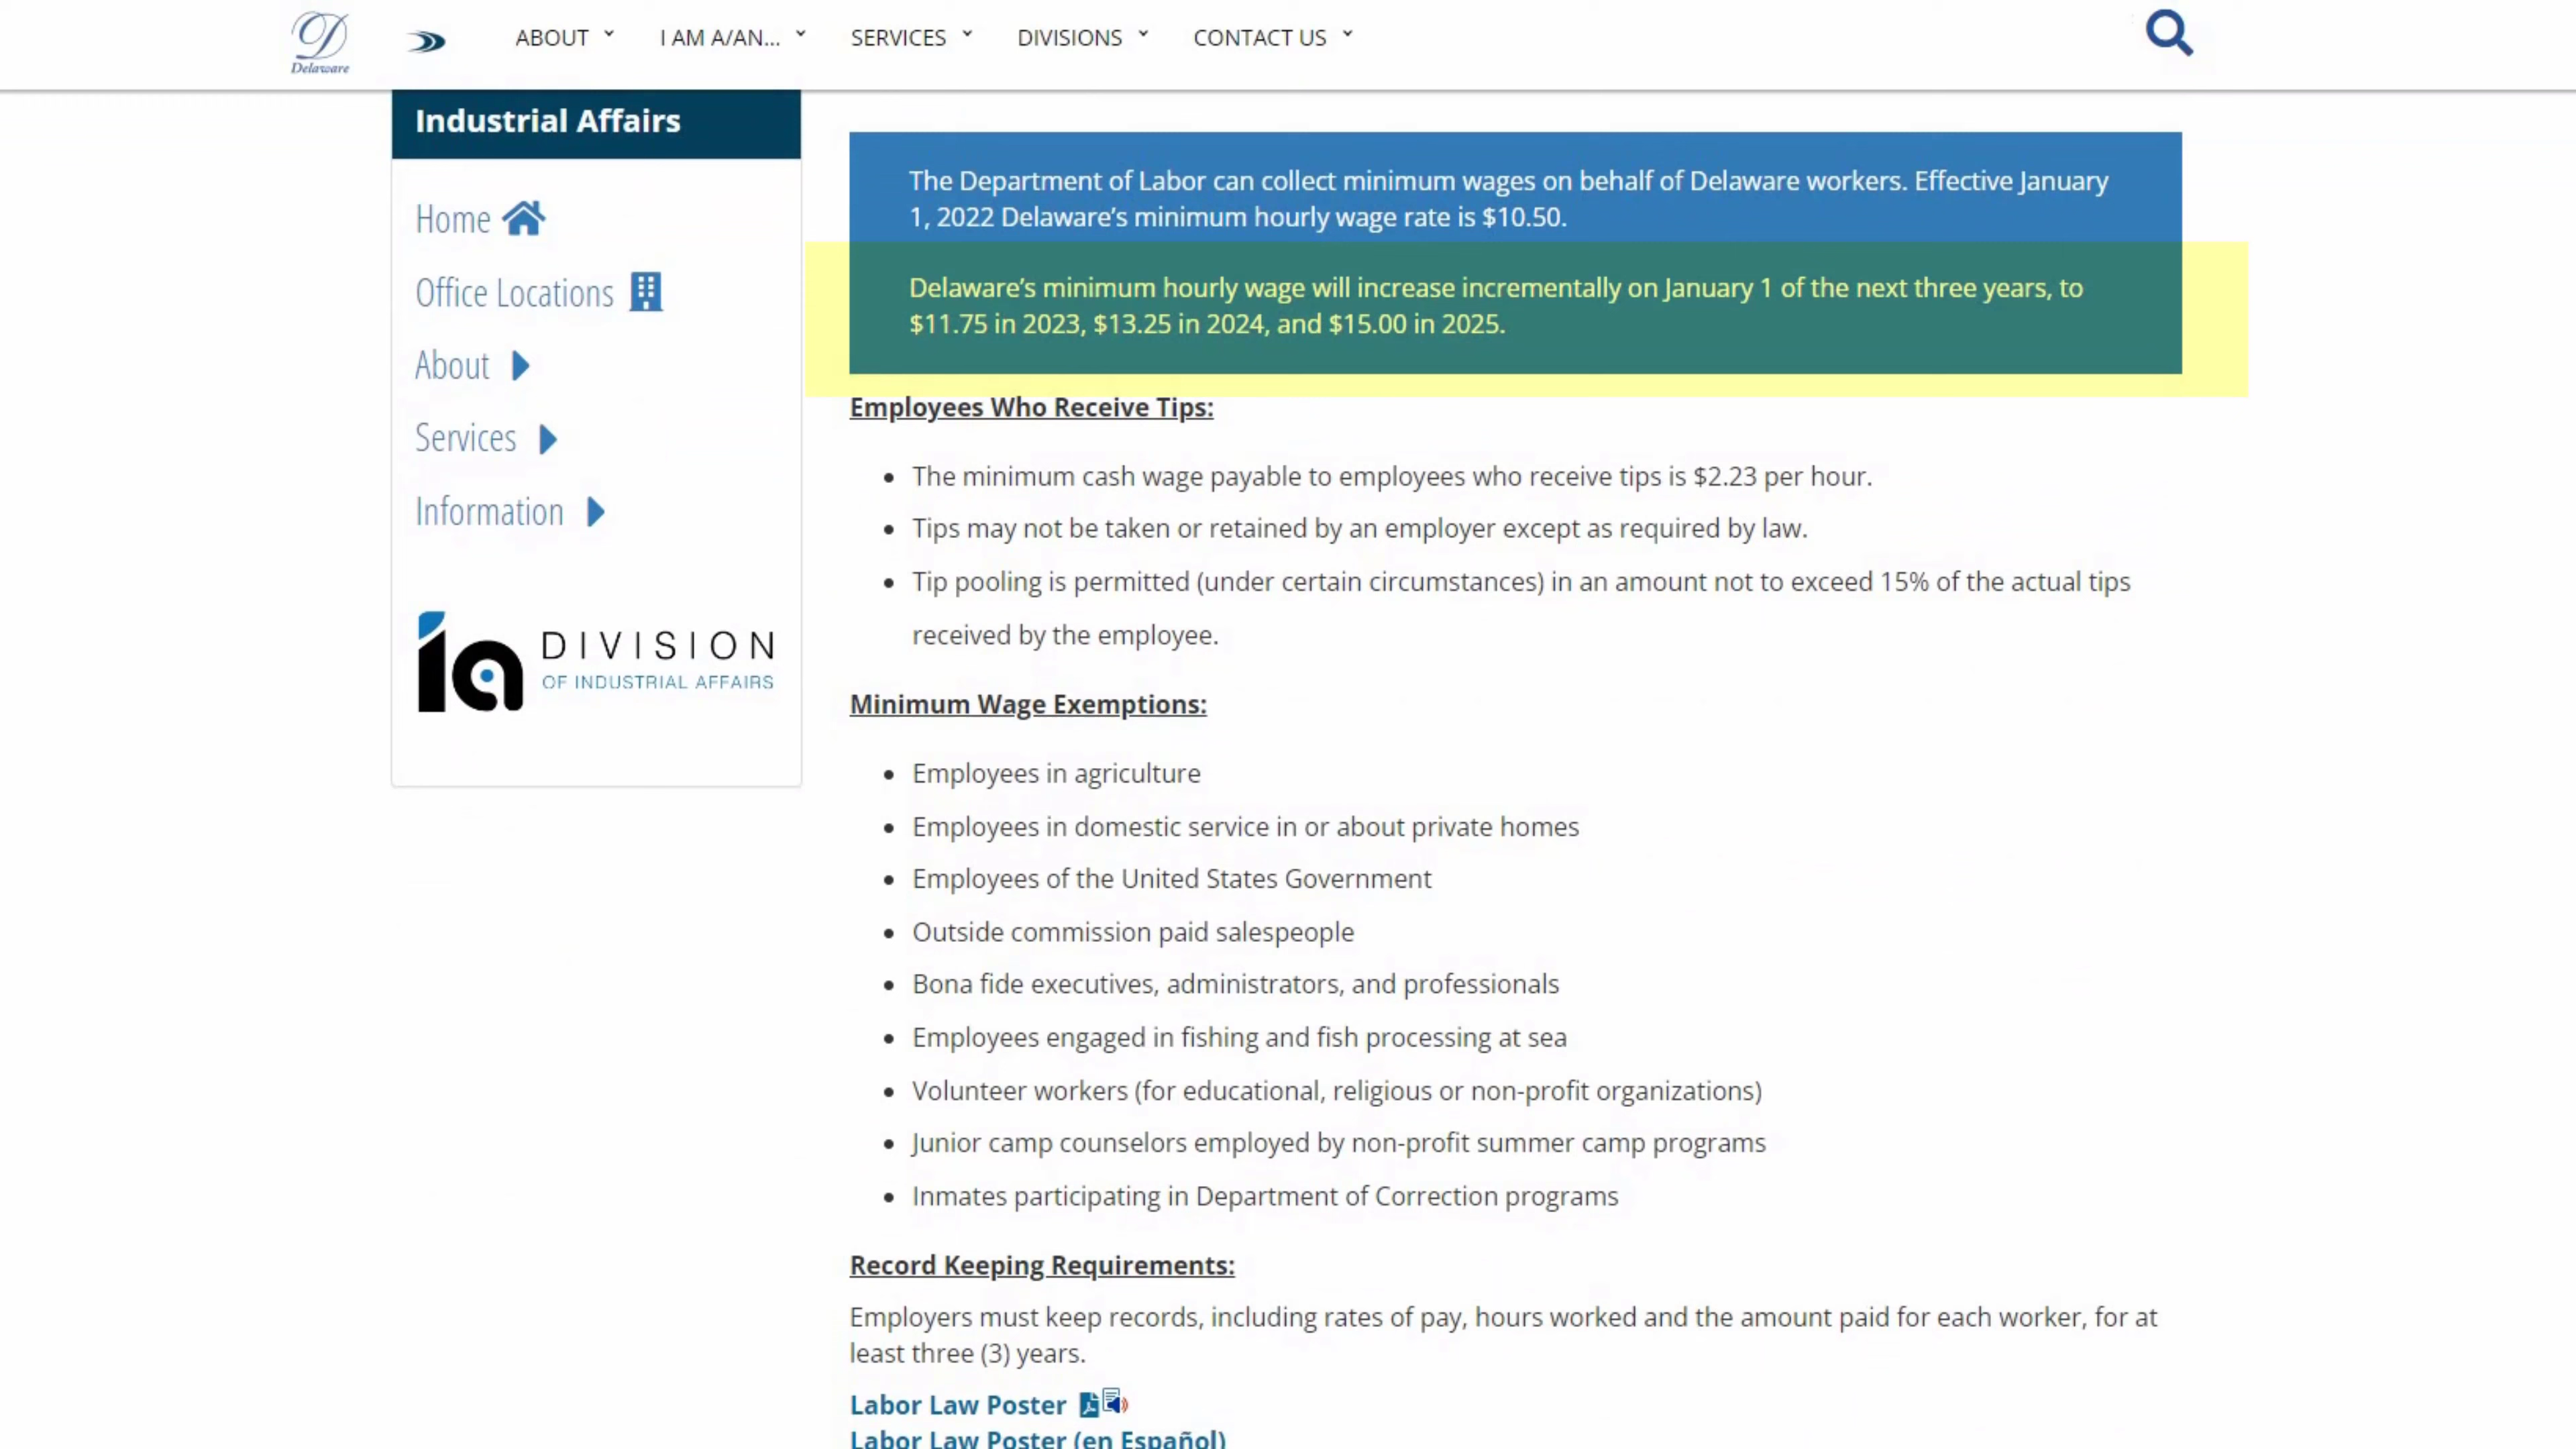 Delaware
ABOUT
I AM A/AN...
SERVICES
DIVISIONS
CONTACT US
Industrial Affairs
Home
Office Locations
About
Services
Information
ia DIVISION
OF INDUSTRIAL AFFAIRS
The Department of Labor can collect minimum wages on behalf of Delaware workers. Effective January
1, 2022 Delaware’s minimum hourly wage rate is $10.50.
Delaware’s minimum hourly wage will increase incrementally on January 1 of the next three years, to
$11.75 in 2023, $13.25 in 2024, and $15.00 in 2025.
Employees Who Receive Tips:
• The minimum cash wage payable to employees who receive tips is $2.23 per hour.
• Tips may not be taken or retained by an employer except as required by law.
• Tip pooling is permitted (under certain circumstances) in an amount not to exceed 15% of the actual tips
received by the employee.
Minimum Wage Exemptions:
• Employees in agriculture
• Employees in domestic service in or about private homes
• Employees of the United States Government
• Outside commission paid salespeople
• Bona fide executives, administrators, and professionals
• Employees engaged in fishing and fish processing at sea
• Volunteer workers (for educational, religious or non-profit organizations)
• Junior camp counselors employed by non-profit summer camp programs
• Inmates participating in Department of Correction programs
Record Keeping Requirements:
Employers must keep records, including rates of pay, hours worked and the amount paid for each worker, for at
least three (3) years.
Labor Law Poster
Labor Law Poster (en Español)